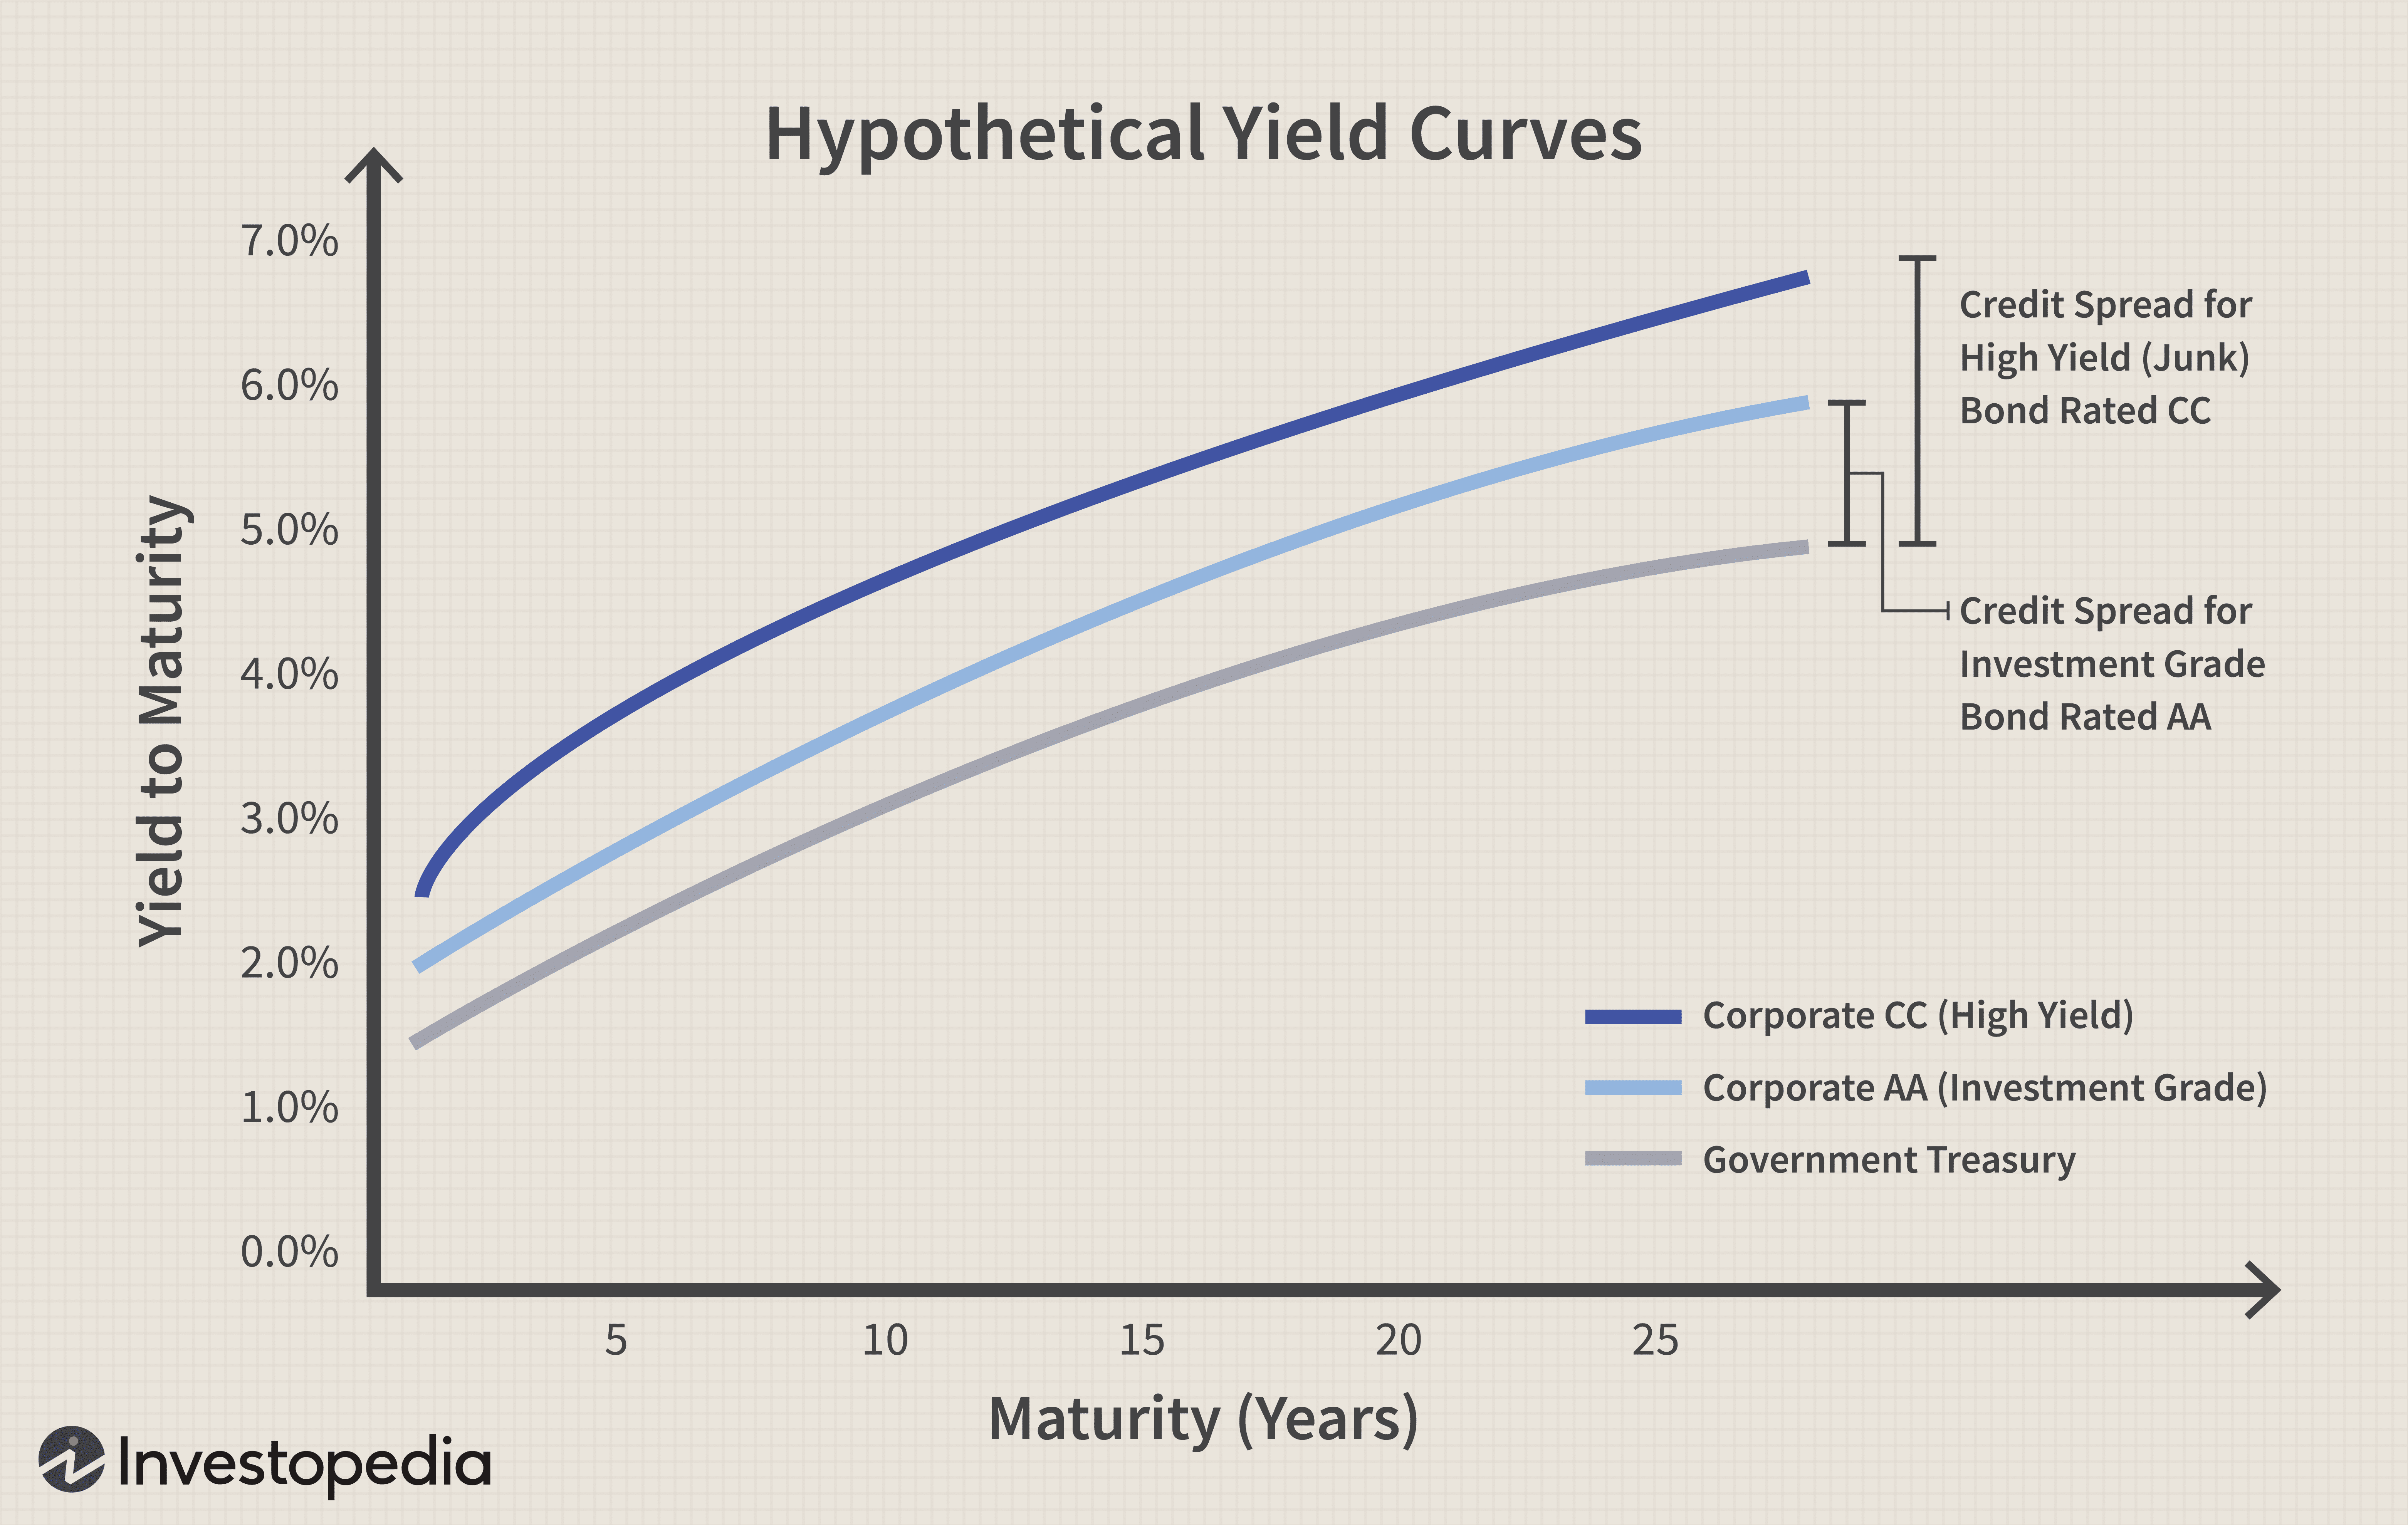 Hypothetical Yield Curves
Yield to Maturity
7.0%
6.0%
5.0%
4.0%
3.0%
2.0%
1.0%
0.0%
Credit Spread for
High Yield (Junk)
Bond Rated CC
Credit Spread for
Investment Grade
Bond Rated AA
Corporate CC (High Yield)
Corporate AA (Investment Grade)
Government Treasury
5 10 15 20 25
Maturity (Years)
Investopedia